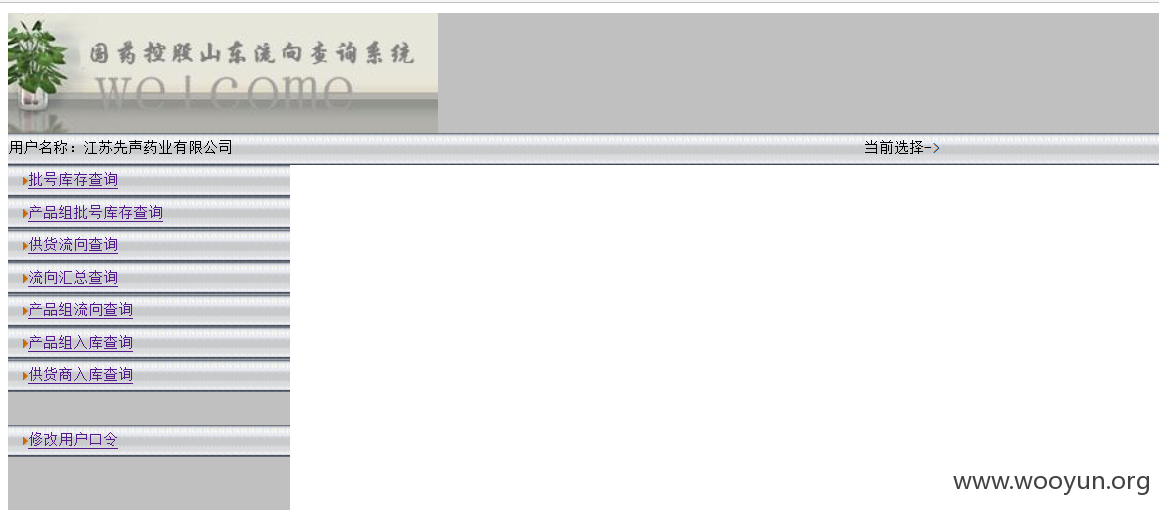 国药控股山东流向查询系统
welcome
用户名称：江苏先声药业有限公司
当前选择->
批号库存查询
产品组批号库存查询
供货流向查询
流向汇总查询
产品组流向查询
产品组入库查询
供货商入库查询
修改用户口令
www.wooyun.org